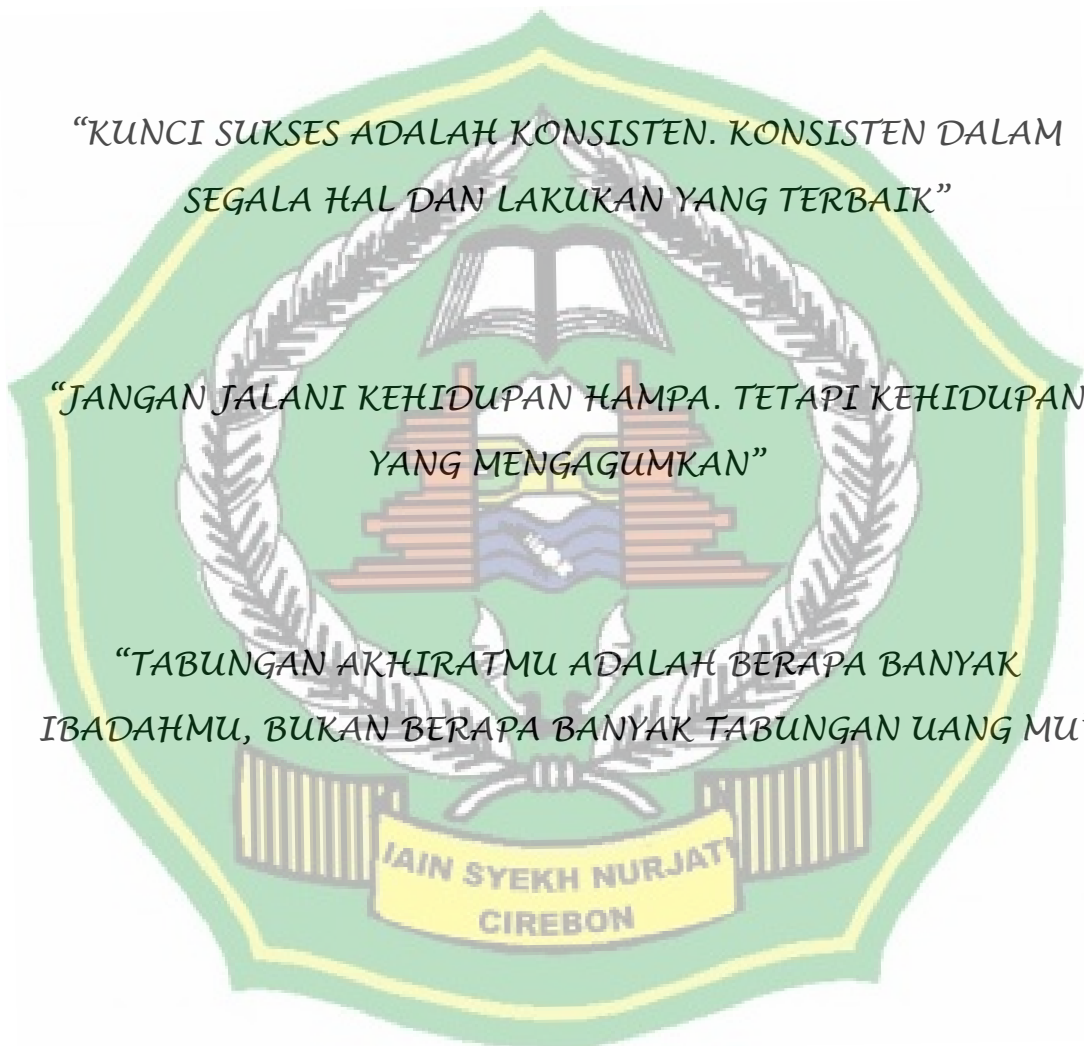 “KUNCI SUKSES ADALAH KONSISTEN. KONSISTEN DALAM
SEGALA HAL DAN LAKUKAN YANG TERBAIK”
“JANGAN JALANI KEHIDUPAN HAMPA. TETAPI KEHIDUPAN
YANG MENGAGUMKAN”
“TABUNGAN AKHIRATMU ADALAH BERAPA BANYAK
IBADAHMU, BUKAN BERAPA BANYAK TABUNGAN UANG MU
IAIN SYEKH NURJATI
CIREBON